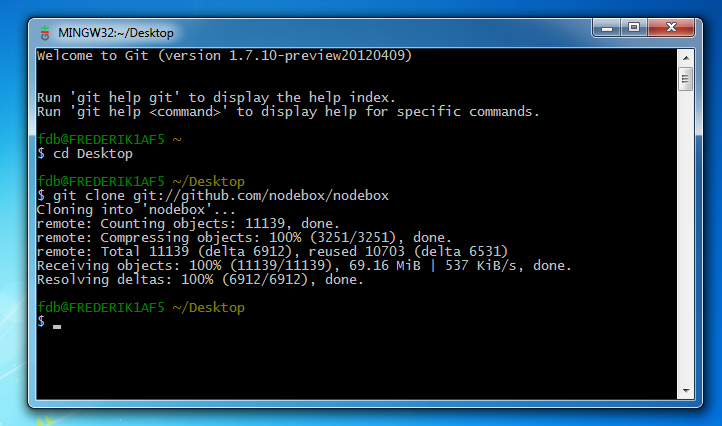 MINGW32:~/Desktop
Welcome to Git (version 1.7.10-preview20120409)
Run 'git help git' to display the help index.
Run 'git help <command>' to display help for specific commands.
fdb@FREDERIK1AF5 ~
$ cd Desktop
fdb@FREDERIK1AF5 ~/Desktop
$ git clone git://github.com/nodebox/nodebox
Cloning into 'nodebox'...
remote: Counting objects: 11139, done.
remote: Compressing objects: 100% (3251/3251), done.
remote: Total 11139 (delta 6912), reused 10703 (delta 6531)
Receiving objects: 100% (11139/11139), 69.16 MiB | 537 KiB/s, done.
Resolving deltas: 100% (6912/6912), done.
fdb@FREDERIK1AF5 ~/Desktop
$